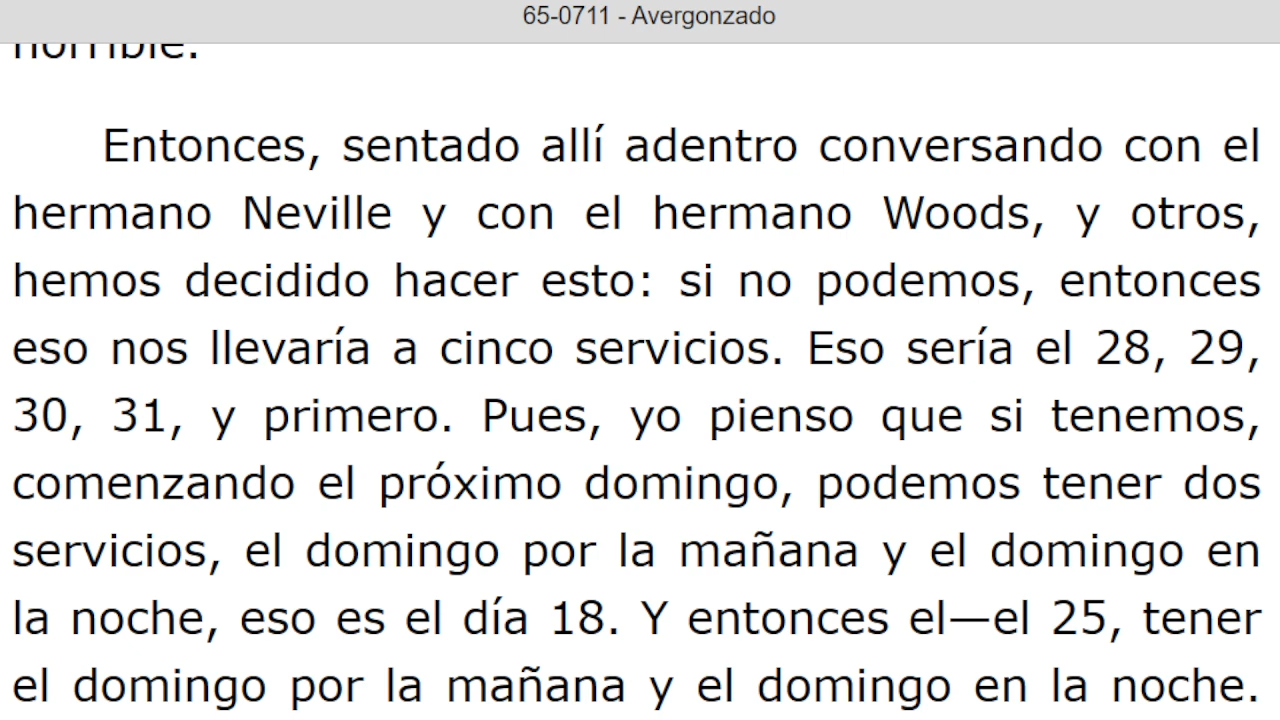 65-0711 - Avergonzado
horrible.
Entonces, sentado allí adentro conversando con el
hermano Neville y con el hermano Woods, y otros,
hemos decidido hacer esto: si no podemos, entonces
eso nos llevaría a cinco servicios. Eso sería el 28, 29,
30, 31, y primero. Pues, yo pienso que si tenemos,
comenzando el próximo domingo, podemos tener dos
servicios, el domingo por la mañana y el domingo en
la noche, eso es el día 18. Y entonces el—el 25, tener
el domingo por la mañana y el domingo en la noche.